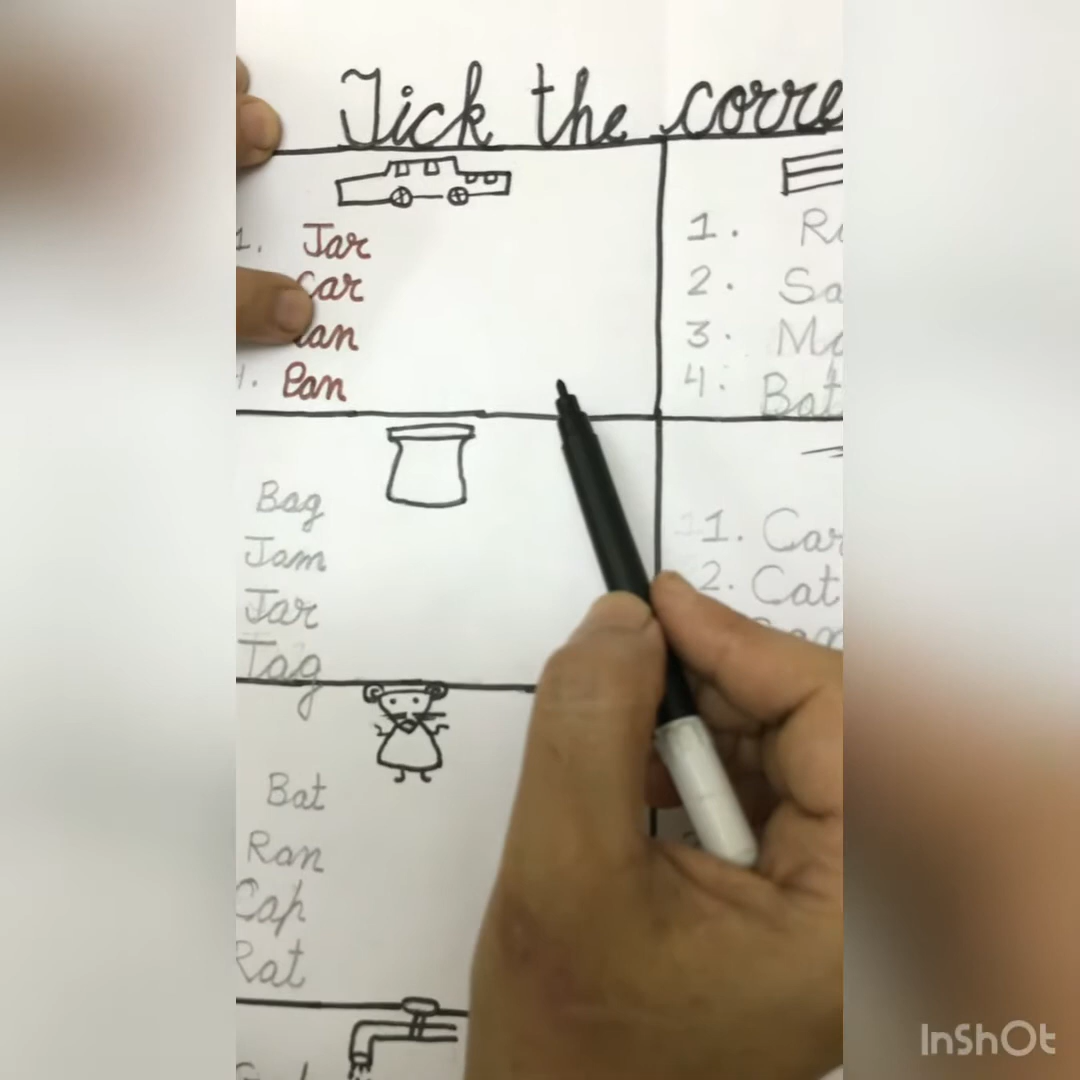 Tick the corre
1. Jar
Car
an
4. Pan
1. R
2. Sa
3. Ma
4. Bat
Bag
Jam
Jar
Tag
1. Car
2. Cat
Bat
Ran
Cap
Rat
InShOt